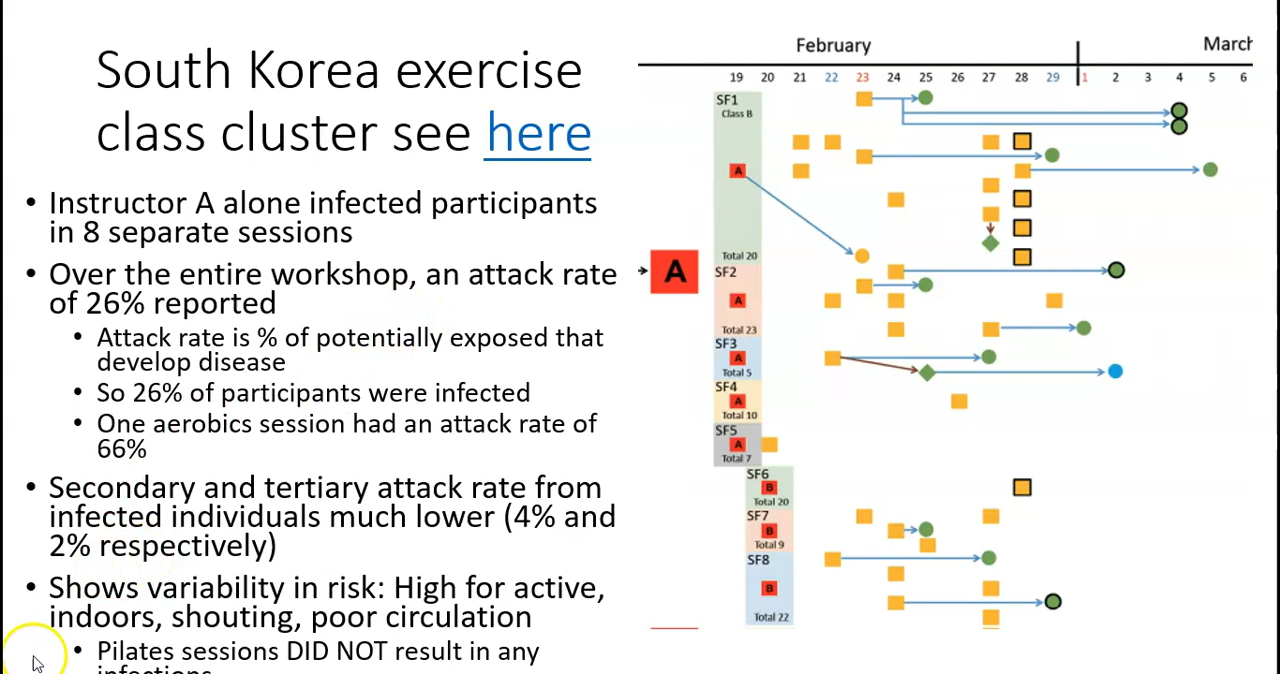 South Korea exercise
class cluster see here
• Instructor A alone infected participants
in 8 separate sessions
• Over the entire workshop, an attack rate
of 26% reported
• Attack rate is % of potentially exposed that
develop disease
• So 26% of participants were infected
• One aerobics session had an attack rate of
66%
• Secondary and tertiary attack rate from
infected individuals much lower (4% and
2% respectively)
• Shows variability in risk: High for active,
indoors, shouting, poor circulation
• Pilates sessions DID NOT result in any
infections
February March
19 20 21 22 23 24 25 26 27 28 29 1 2 3 4 5 6
A
SF1
Class B
A
Total 20
SF2
A
Total 23
SF3
A
Total 5
SF4
A
Total 10
SF5
A
Total 7
SF6
B
Total 20
SF7
B
Total 9
SF8
B
Total 22